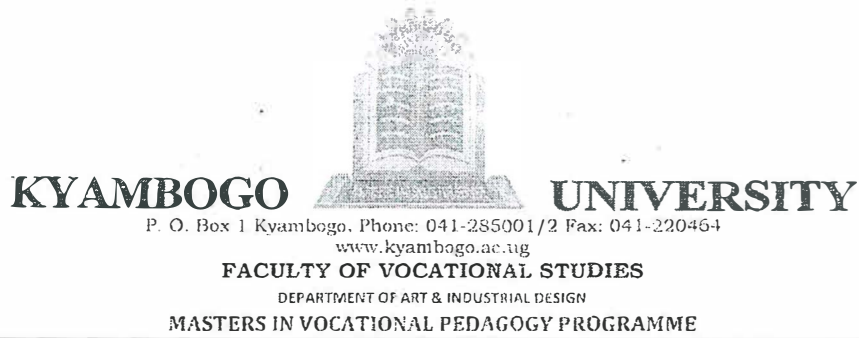 KYAMBOGO UNIVERSITY
P. O. Box 1 Kyambogo, Phone: 041-285001/2 Fax: 041-220464
www.kyambogo.ac.ug
FACULTY OF VOCATIONAL STUDIES
DEPARTMENT OF ART & INDUSTRIAL DESIGN
MASTERS IN VOCATIONAL PEDAGOGY PROGRAMME